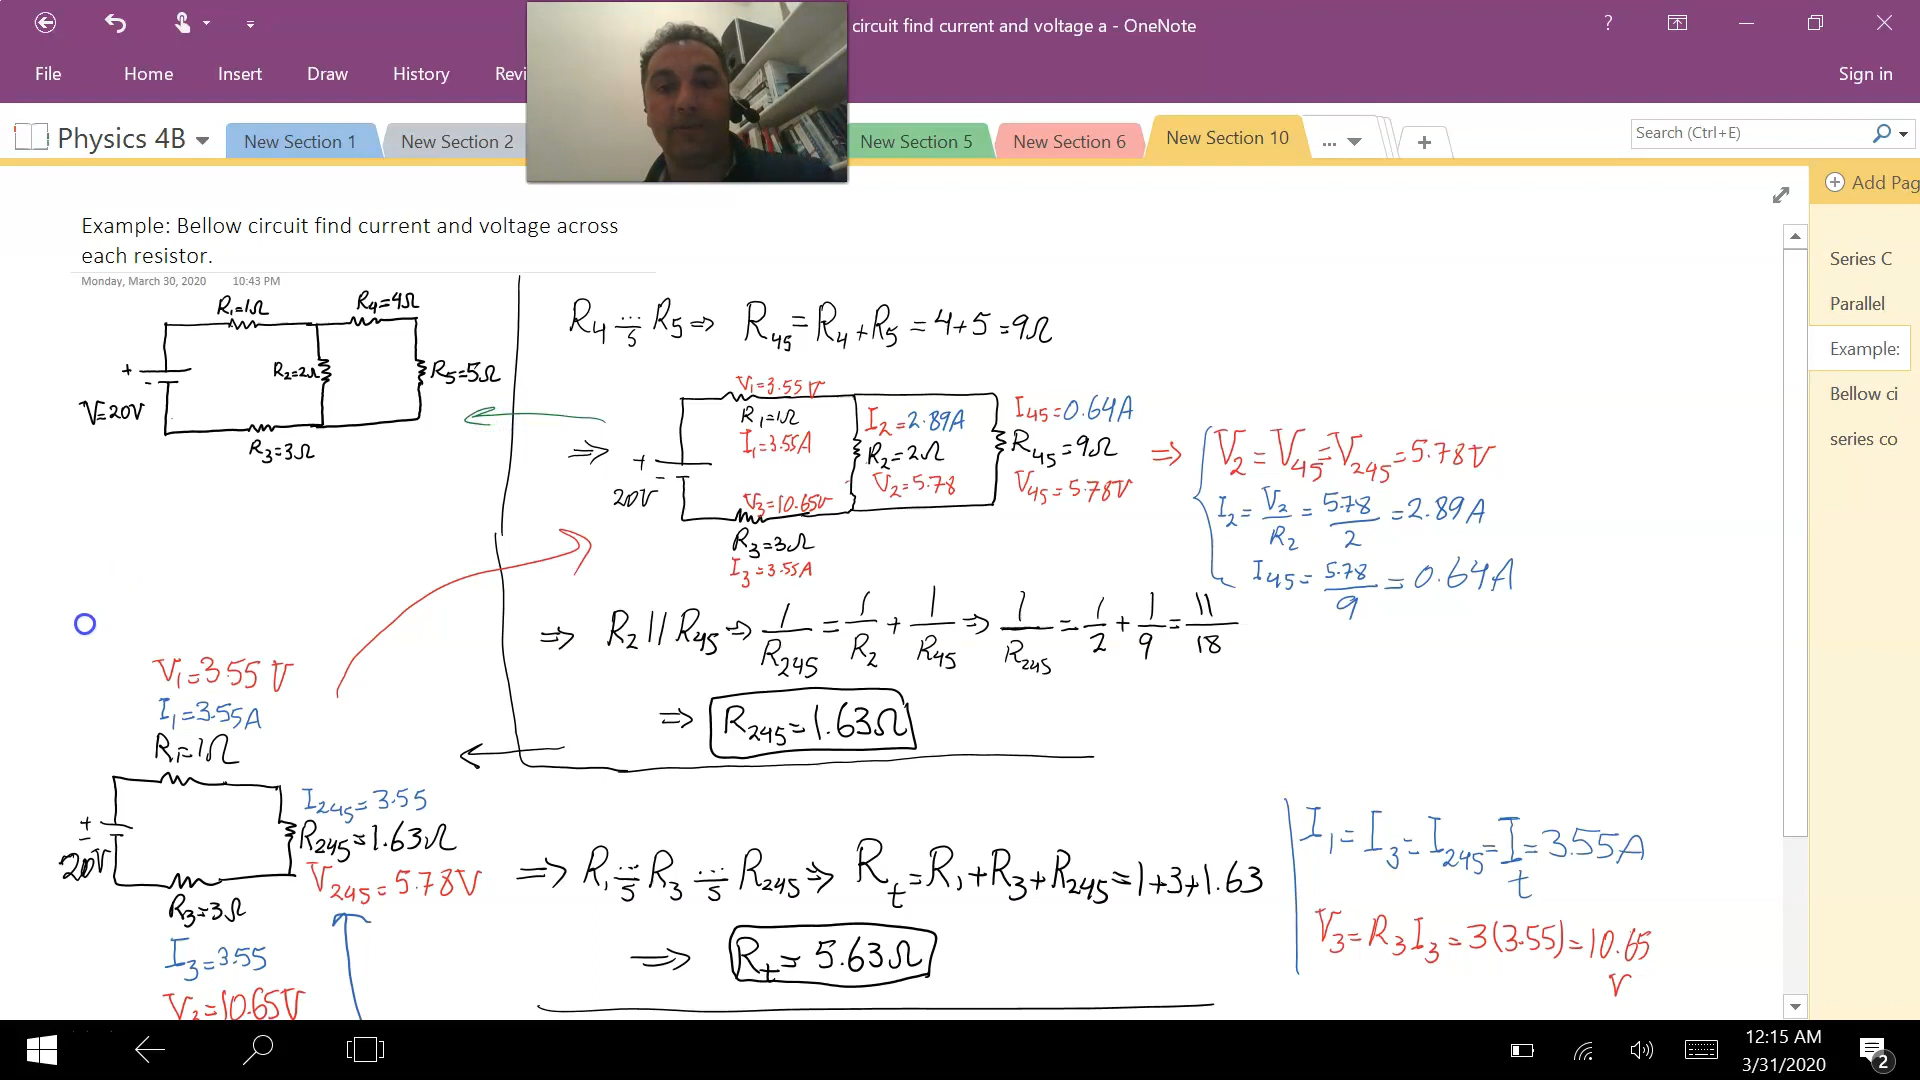 circuit find current and voltage a - OneNote
?
File Home Insert Draw History Revi
Sign in
Physics 4B
New Section 1
New Section 2
New Section 5
New Section 6
New Section 10
...
Search (Ctrl+E)
Add Pag
Series C
Parallel
Example:
Bellow ci
series co
Example: Bellow circuit find current and voltage across
each resistor.
Monday, March 30, 2020 10:43 PM
R1=1Ω
R4=4Ω
R2=2Ω
R5=5Ω
+
-
V=20V
R3=3Ω
R4 ... R5 ⇒ R45=R4+R5=4+5=9Ω
V1=3.55V
R1=1Ω
I1=3.55A
I2=2.89A
R2=2Ω
V2=5.78
I45=0.64A
R45=9Ω
V45=5.78V
+
-
20V
V3=10.65V
R3=3Ω
I3=3.55A
⇒ V2=V45=V245=5.78V
I2=V2/R2=5.78/2=2.89A
I45=5.78/9=0.64A
⇒ R2//R45 ⇒ 1/R245=1/R2+1/R45 ⇒ 1/R245=1/2+1/9=11/18
⇒ R245=1.63Ω
V1=3.55V
I1=3.55A
R1=1Ω
I245=3.55
R245=1.63Ω
V245=5.78V
+
-
20V
R3=3Ω
I3=3.55
=10.65V
⇒ R1 ... R3 ... R245 ⇒ Rt=R1+R3+R245=1+3+1.63
⇒ Rt=5.63Ω
I1=I3=I245=It=3.55A
V3=R3I3=3(3.55)=10.65
V
12:15 AM
3/31/2020
2